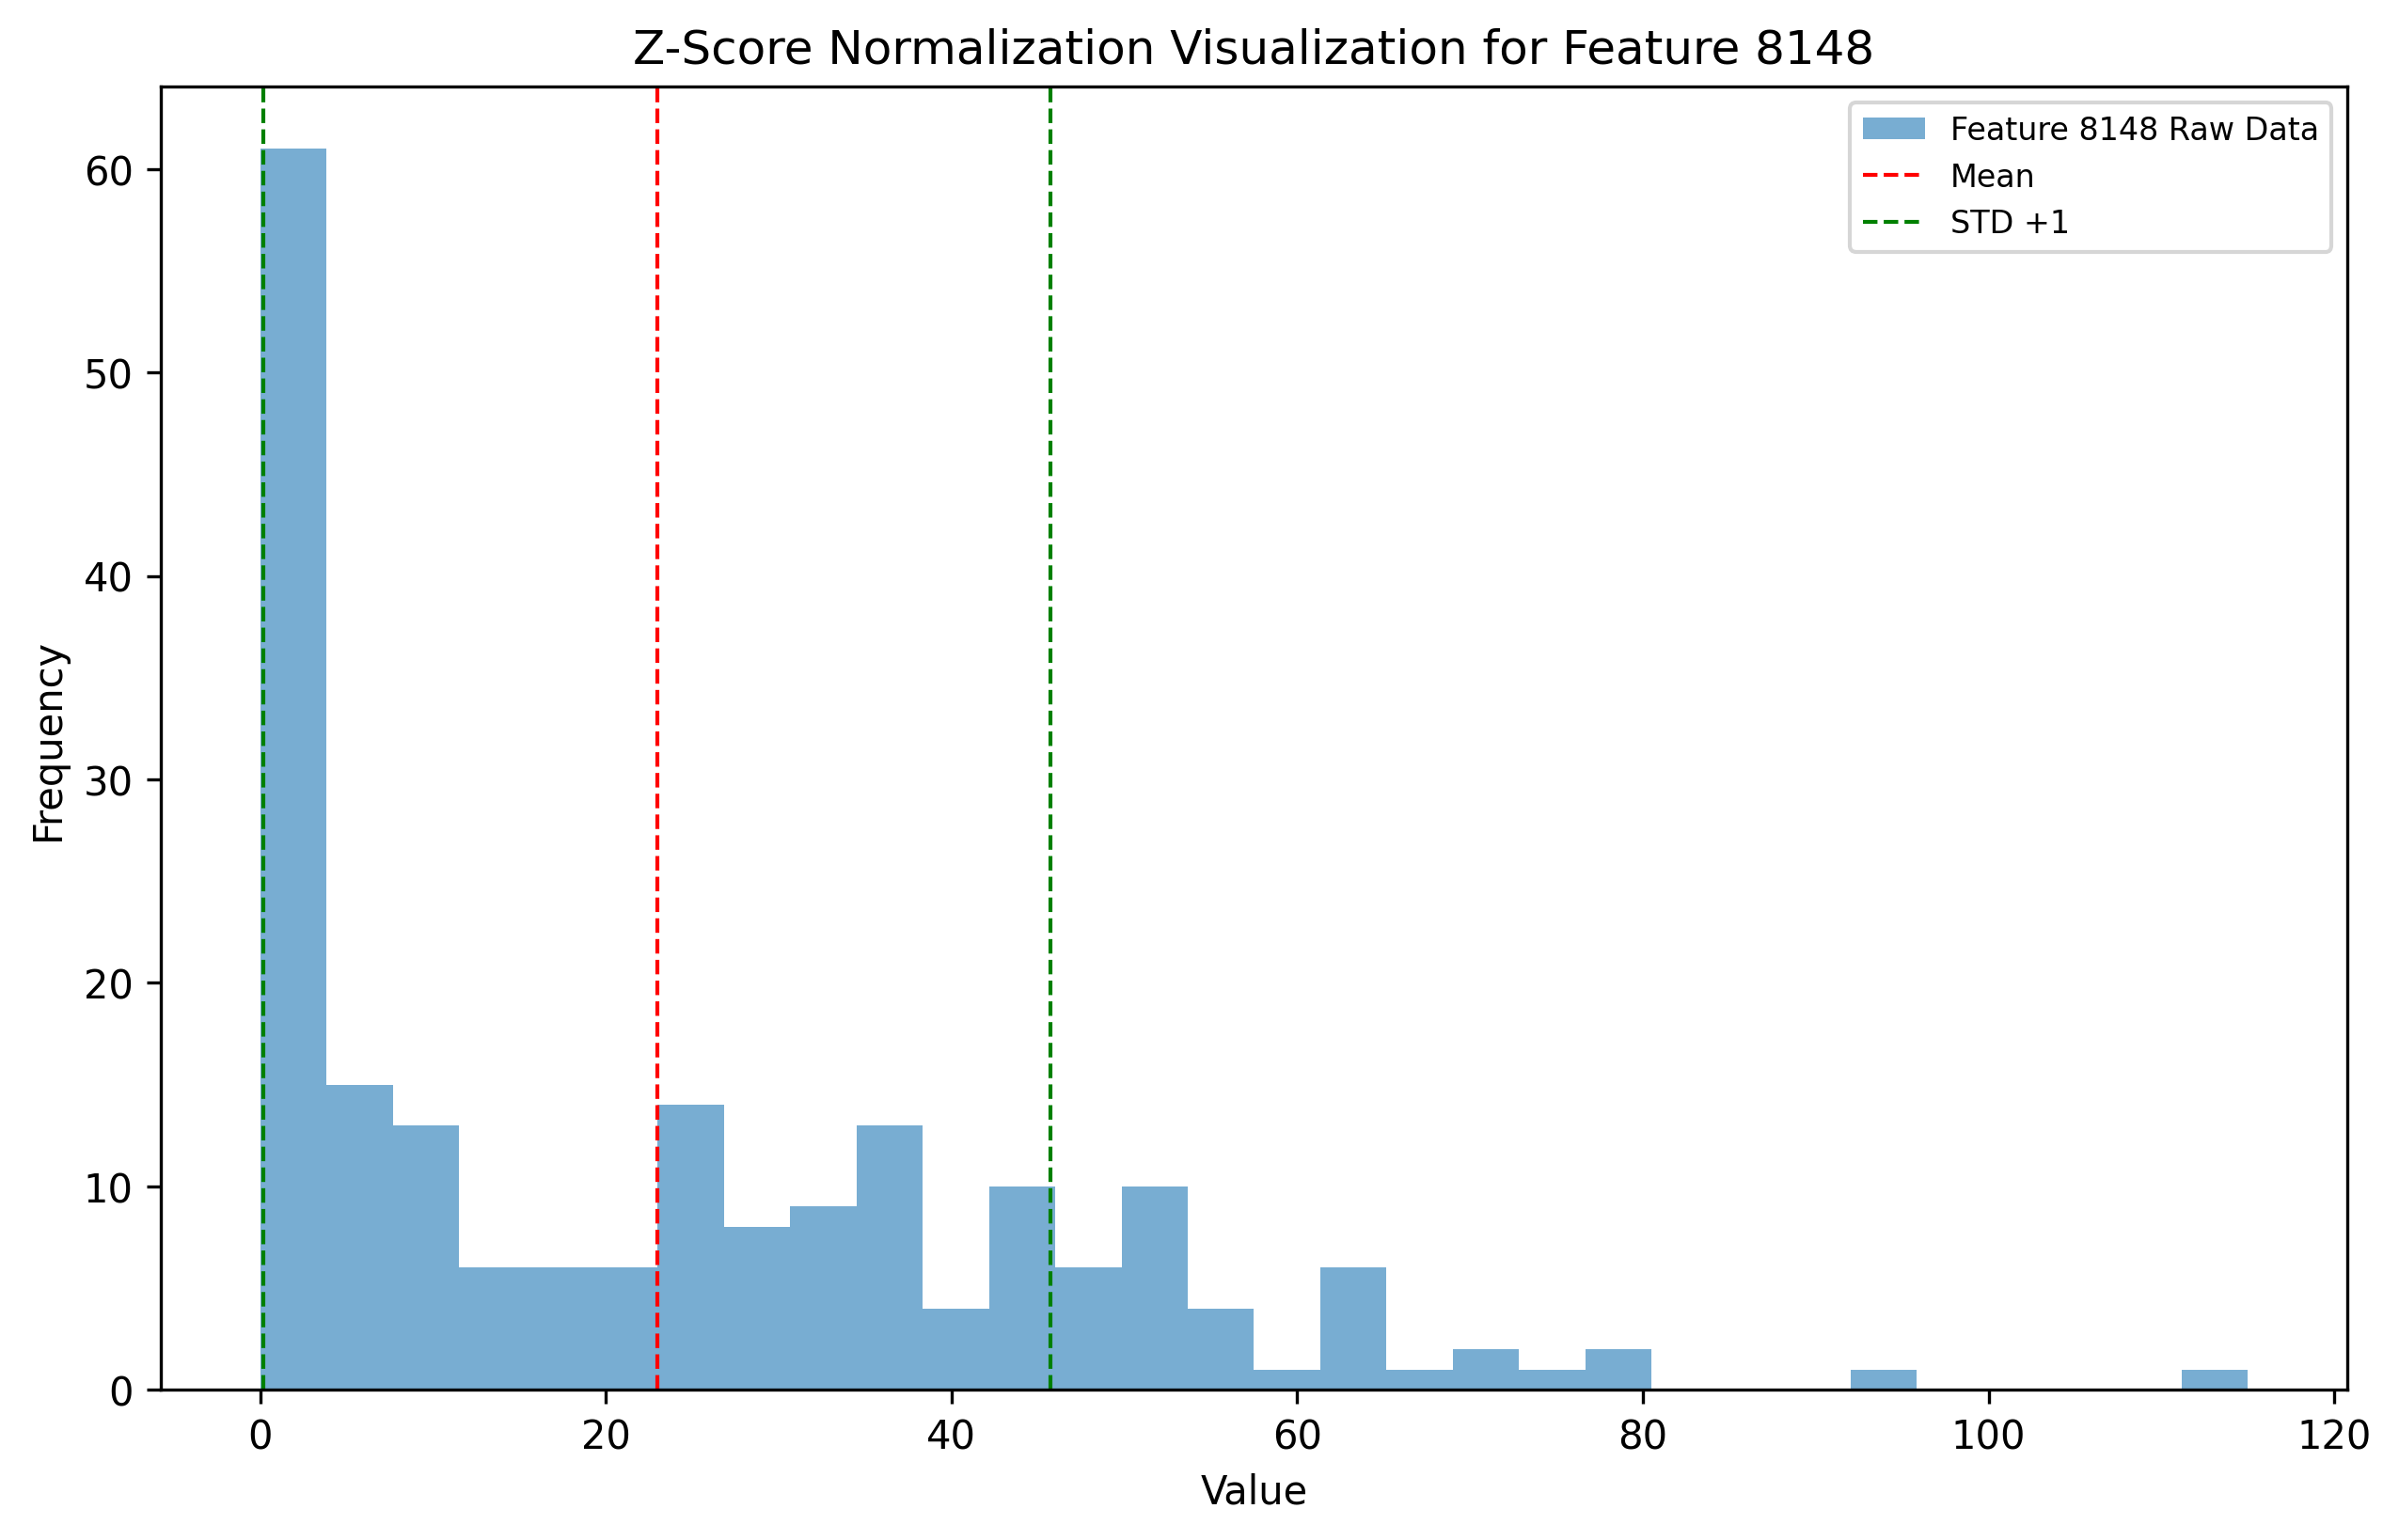 Z-Score Normalization Visualization for Feature 8148
Feature 8148 Raw Data
Mean
STD +1
Frequency
60
50
40
30
20
10
0
0 20 40 60 80 100 120
Value